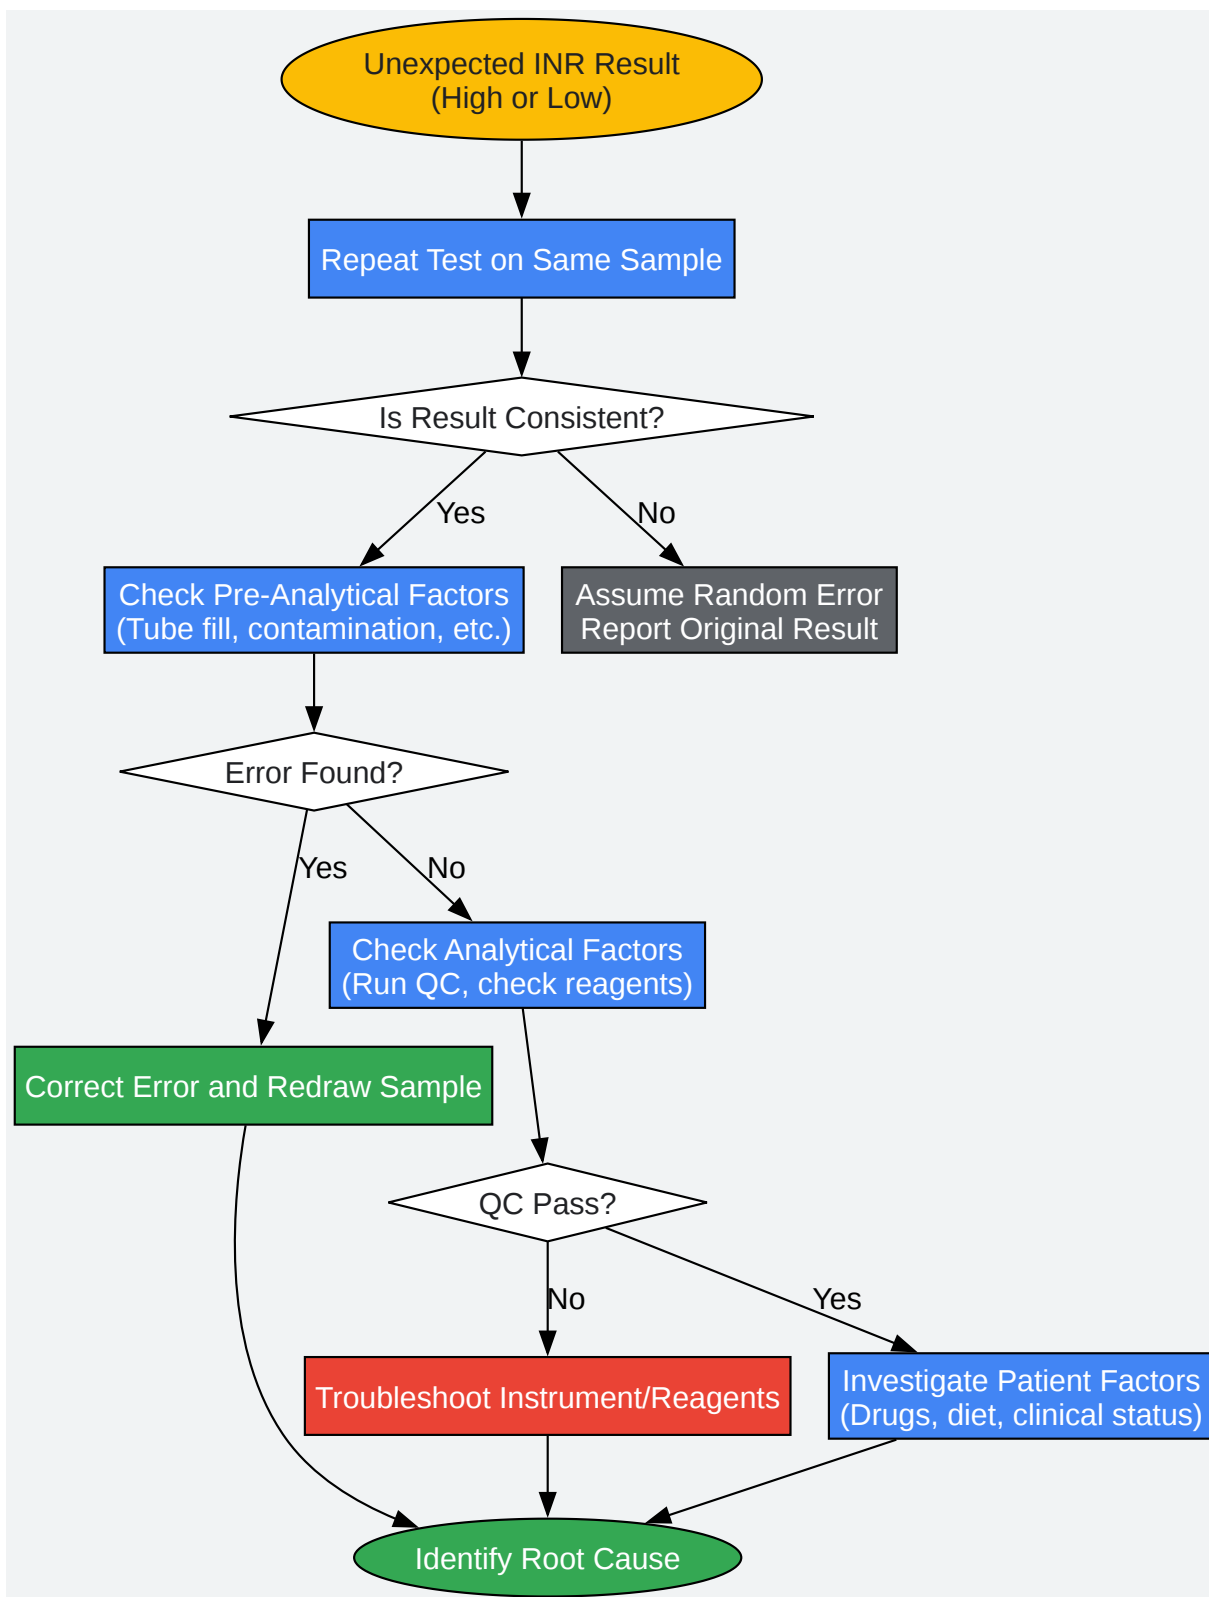 Unexpected INR Result
(High or Low)
Repeat Test on Same Sample
Is Result Consistent?
Yes
No
Check Pre-Analytical Factors
(Tube fill, contamination, etc.)
Assume Random Error
Report Original Result
Error Found?
Yes
No
Check Analytical Factors
(Run QC, check reagents)
Correct Error and Redraw Sample
QC Pass?
No
Yes
Troubleshoot Instrument/Reagents
Investigate Patient Factors
(Drugs, diet, clinical status)
Identify Root Cause